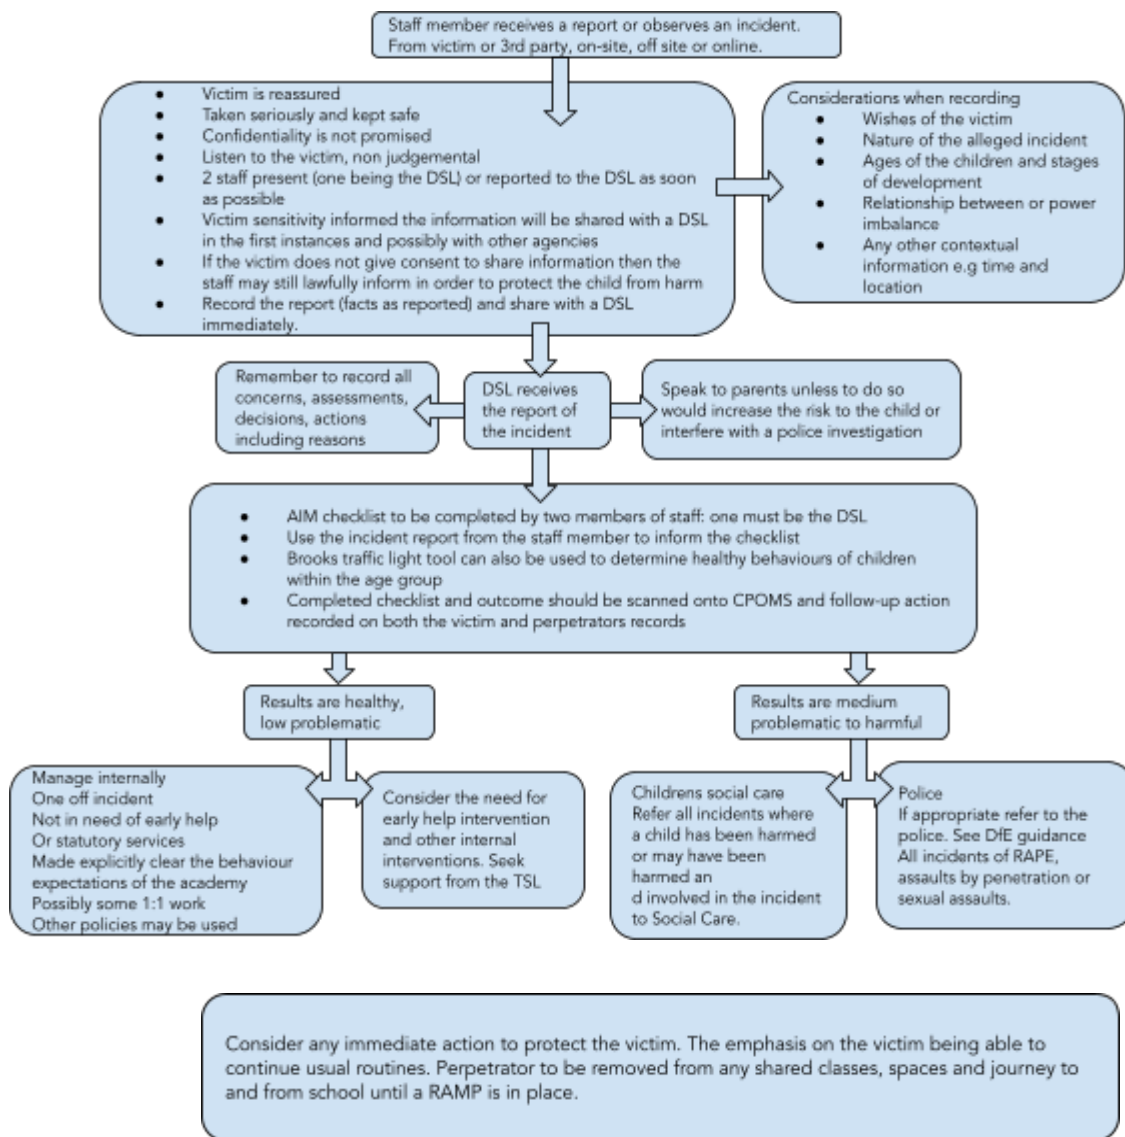 Staff member receives a report or observes an incident.
From victim or 3rd party, on-site, off site or online.
● Victim is reassured
● Taken seriously and kept safe
● Confidentiality is not promised
● Listen to the victim, non judgemental
● 2 staff present (one being the DSL) or reported to the DSL as soon
as possible
● Victim sensitivity informed the information will be shared with a DSL
in the first instances and possibly with other agencies
● If the victim does not give consent to share information then the
staff may still lawfully inform in order to protect the child from harm
● Record the report (facts as reported) and share with a DSL
immediately.
Considerations when recording
● Wishes of the victim
● Nature of the alleged incident
● Ages of the children and stages
of development
● Relationship between or power
imbalance
● Any other contextual
information e.g time and
location
Remember to record all
concerns, assessments,
decisions, actions
including reasons
DSL receives
the report of
the incident
Speak to parents unless to do so
would increase the risk to the child or
interfere with a police investigation
● AIM checklist to be completed by two members of staff: one must be the DSL
● Use the incident report from the staff member to inform the checklist
● Brooks traffic light tool can also be used to determine healthy behaviours of children
within the age group
● Completed checklist and outcome should be scanned onto CPOMS and follow-up action
recorded on both the victim and perpetrators records
Results are healthy,
low problematic
Results are medium
problematic to harmful
Manage internally
One off incident
Not in need of early help
Or statutory services
Made explicitly clear the behaviour
expectations of the academy
Possibly some 1:1 work
Other policies may be used
Consider the need for
early help intervention
and other internal
interventions. Seek
support from the TSL
Childrens social care
Refer all incidents where
a child has been harmed
or may have been
harmed an
d involved in the incident
to Social Care.
Police
If appropriate refer to the
police. See DfE guidance
All incidents of RAPE,
assaults by penetration or
sexual assaults.
Consider any immediate action to protect the victim. The emphasis on the victim being able to
continue usual routines. Perpetrator to be removed from any shared classes, spaces and journey to
and from school until a RAMP is in place.